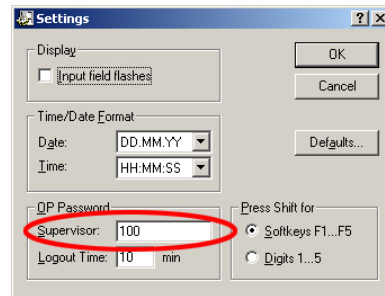 Settings
Display
Input field flashes
OK
Cancel
Time/Date Format
Date: DD.MM.YY
Time: HH:MM:SS
Defaults...
OP Password
Supervisor: 100
Logout Time: 10 min
Press Shift for
Softkeys F1...F5
Digits 1...5